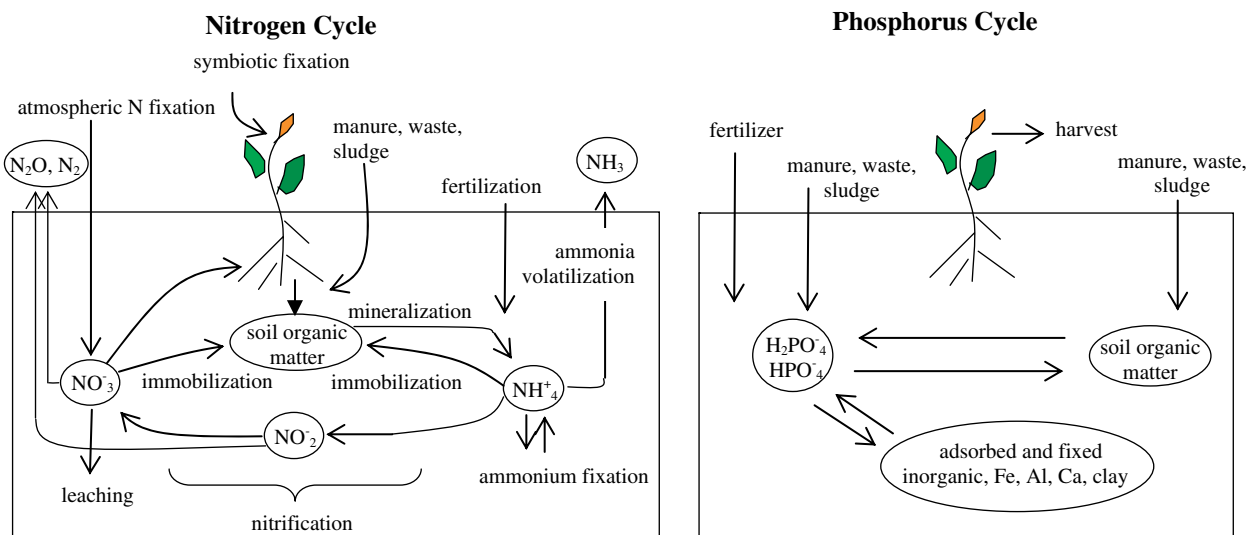 Nitrogen Cycle
symbiotic fixation
atmospheric N fixation
manure, waste,
sludge
N₂O, N₂
NH₃
fertilization
ammonia
volatilization
mineralization
soil organic
matter
NO⁻₃
immobilization
immobilization
NH⁺₄
NO⁻₂
ammonium fixation
leaching
nitrification
Phosphorus Cycle
fertilizer
harvest
manure, waste,
sludge
manure, waste,
sludge
H₂PO⁻₄
HPO⁻₄
soil organic
matter
adsorbed and fixed
inorganic, Fe, Al, Ca, clay